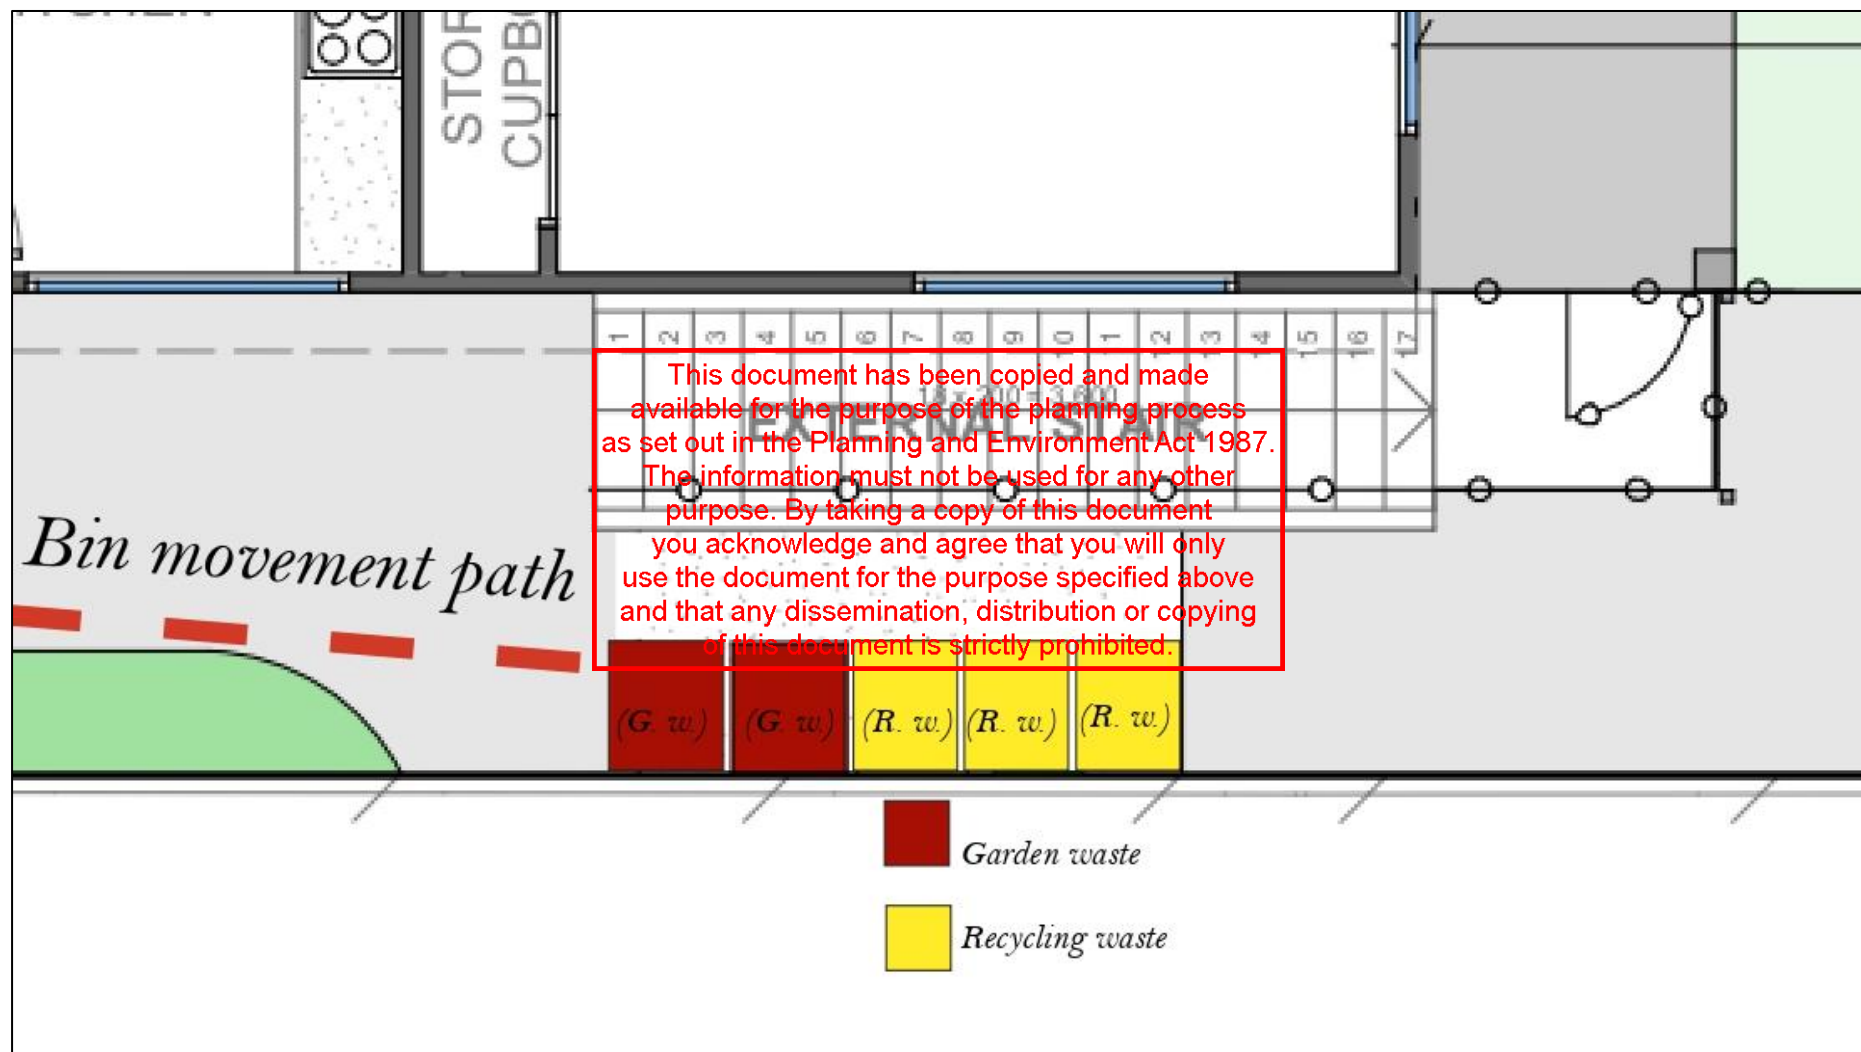 STOR
CUPB
1 2 3 4 5 6 7 8 9 10 11 12 13 14 15 16 17
18 x 200 = 3,600
EXTERNAL STAIR
This document has been copied and made
available for the purpose of the planning process
as set out in the Planning and Environment Act 1987.
The information must not be used for any other
purpose. By taking a copy of this document
you acknowledge and agree that you will only
use the document for the purpose specified above
and that any dissemination, distribution or copying
of this document is strictly prohibited.
Bin movement path
(G. w.) (G. w.) (R. w.) (R. w.) (R. w.)
Garden waste
Recycling waste